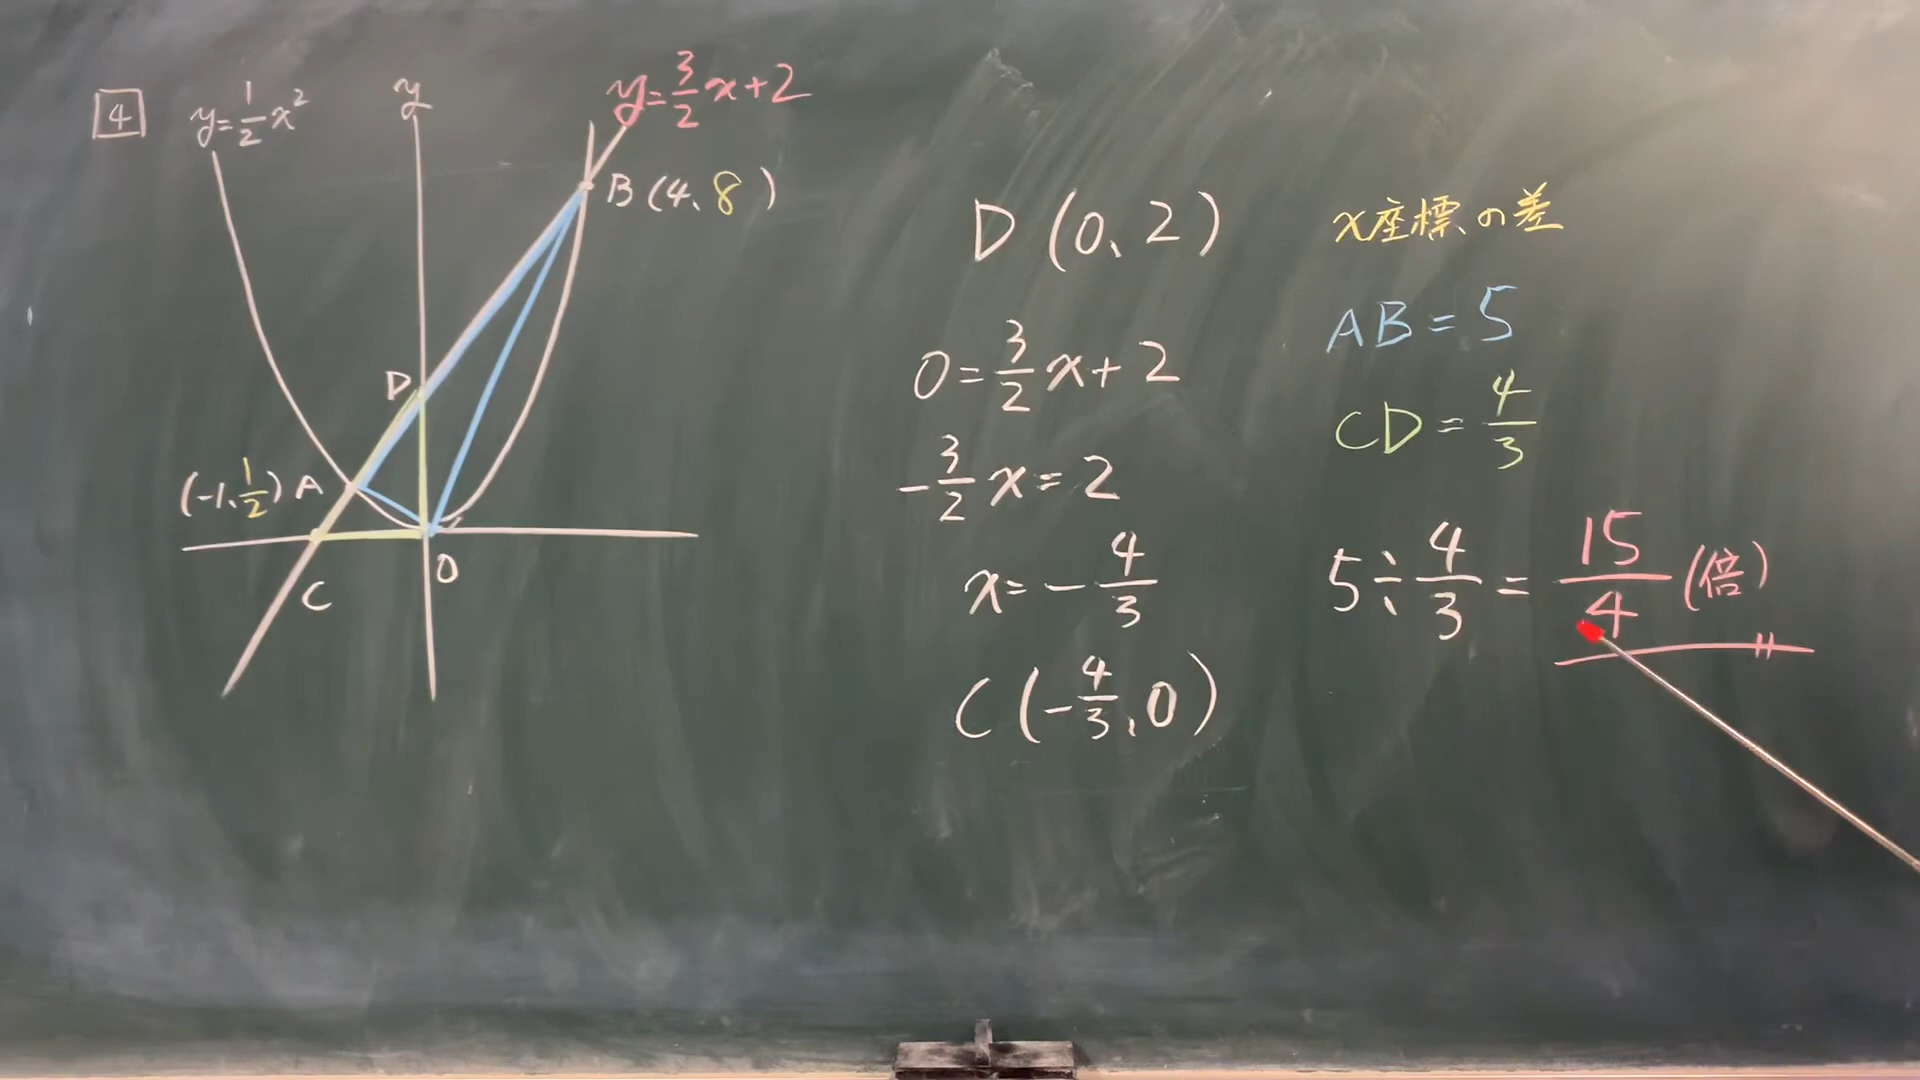 4
y=1/2x²
y
y=3/2x+2
B(4、8)
D
(-1、1/2)A
O
C
D(0、2)
0=3/2x+2
-3/2x=2
x=-4/3
C(-4/3、0)
x座標の差
AB=5
CD=4/3
5÷4/3=15/4(倍)